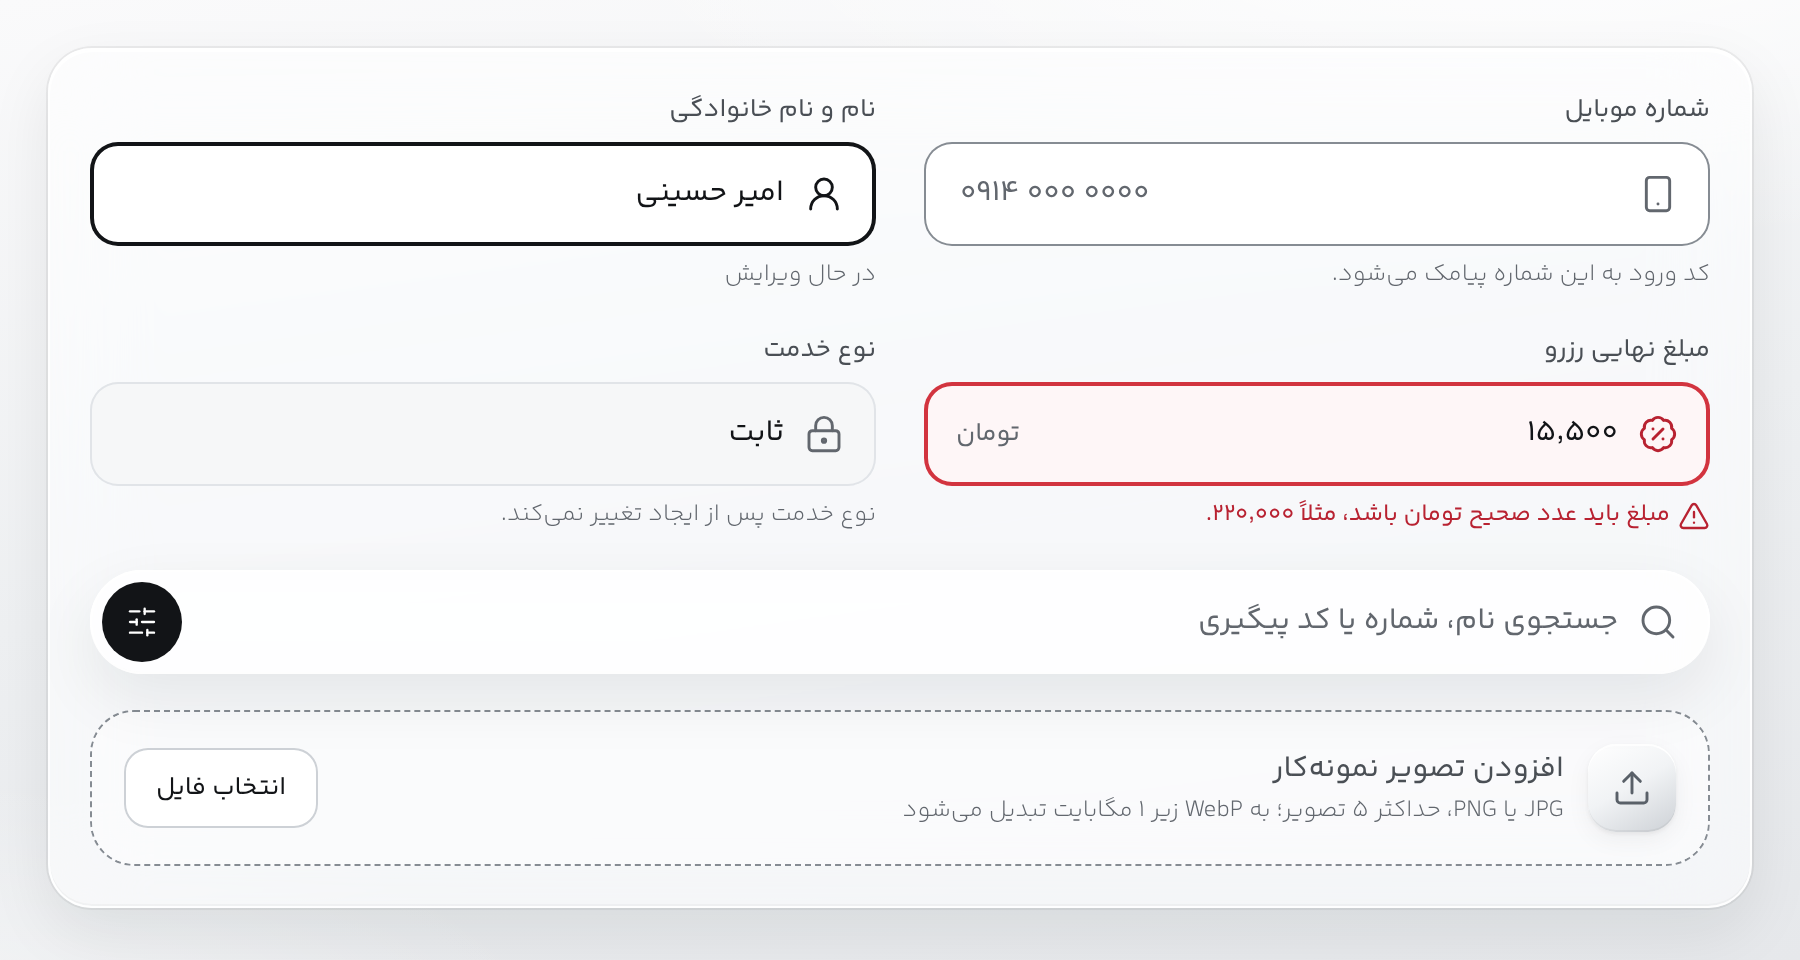 شماره موبایل
۰۹۱۴ ۰۰۰ ۰۰۰۰
کد ورود به این شماره پیامک می‌شود.
نام و نام خانوادگی
امیر حسینی
در حال ویرایش
مبلغ نهایی رزرو
۱۵,۵۰۰
تومان
مبلغ باید عدد صحیح تومان باشد، مثلاً ۲۲۰,۰۰۰.
نوع خدمت
ثابت
نوع خدمت پس از ایجاد تغییر نمی‌کند.
جستجوی نام، شماره یا کد پیگیری
افزودن تصویر نمونه‌کار
JPG یا PNG، حداکثر ۵ تصویر؛ به WebP زیر ۱ مگابایت تبدیل می‌شود
انتخاب فایل